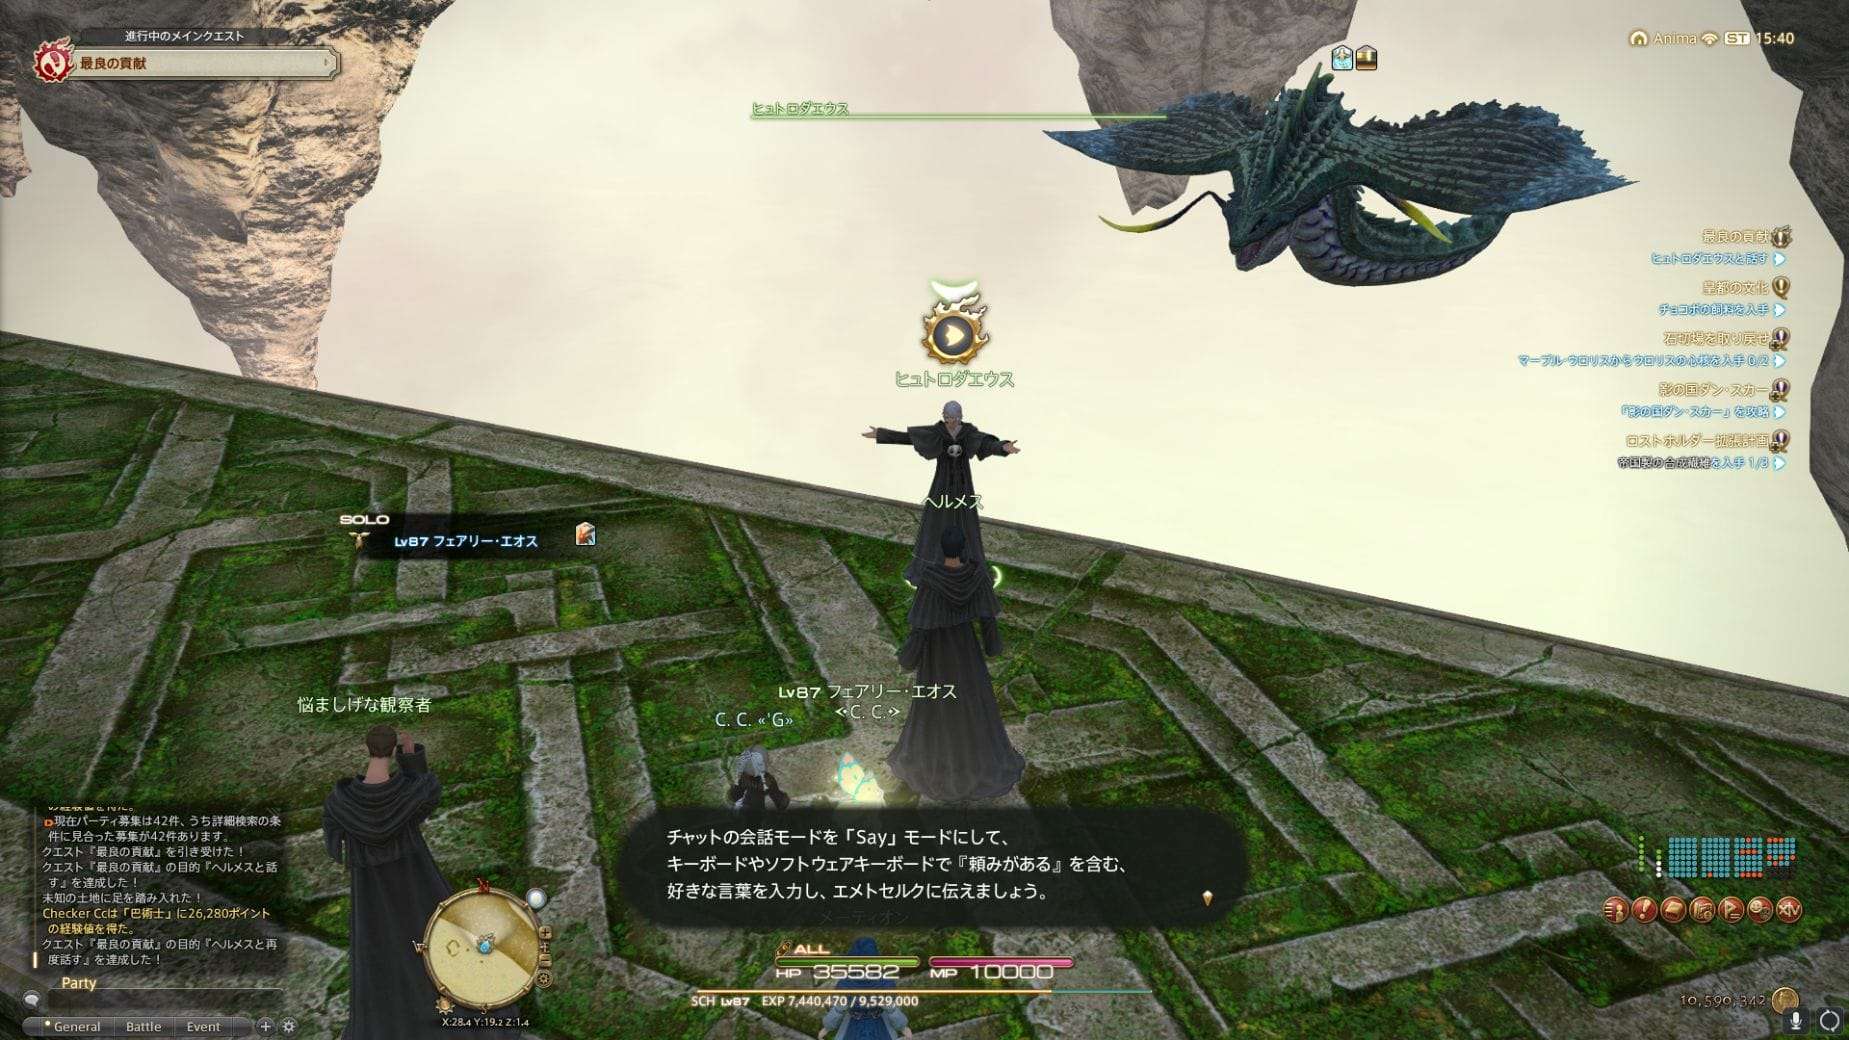 進行中のメインクエスト
最良の貢献
Anima ST 15:40
ヒュトロダエウス
最良の貢献
ヒュトロダエウスと話す
皇都の文化
チョコボの飼料を入手
石切場を取り戻せ
マーブル・ウロリスからウロリスの心核を入手 0/2
影の国ダン・スカー
「影の国ダン・スカー」を攻略
ロストホルダー拡張計画
帝国製の合成繊維を入手 1/3
ヒュトロダエウス
ヘルメス
SOLO
Lv87 フェアリー・エオス
悩ましげな観察者
Lv87 フェアリー・エオス
«C. C.»
C. C. «'G»
チャットの会話モードを「Say」モードにして、
キーボードやソフトウェアキーボードで『頼みがある』を含む、
好きな言葉を入力し、エメトセルクに伝えましょう。
メーティオン
の経験値を得た。
現在パーティ募集は42件、うち詳細検索の条
件に見合った募集が42件あります。
クエスト『最良の貢献』を引き受けた！
クエスト『最良の貢献』の目的『ヘルメスと話
す』を達成した！
未知の土地に足を踏み入れた！
Checker Ccは「巴術士」に26,280ポイント
の経験値を得た。
クエスト『最良の貢献』の目的『ヘルメスと再
度話す』を達成した！
Party
General Battle Event
N
W
S
X:28.4 Y:19.2 Z:1.4
ALL
HP 35582 MP 10000
SCH Lv87 EXP 7,440,470 / 9,529,000
10,590,342